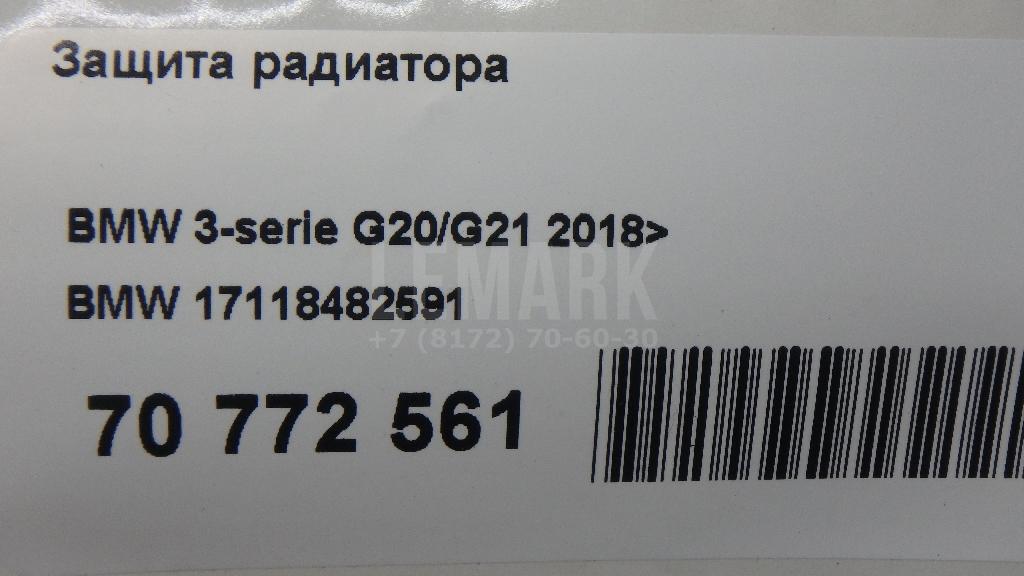 Защита радиатора
BMW 3-serie G20/G21 2018>
LEMARK
BMW 17118482591
+7 (8172) 70-60-30
70 772 561